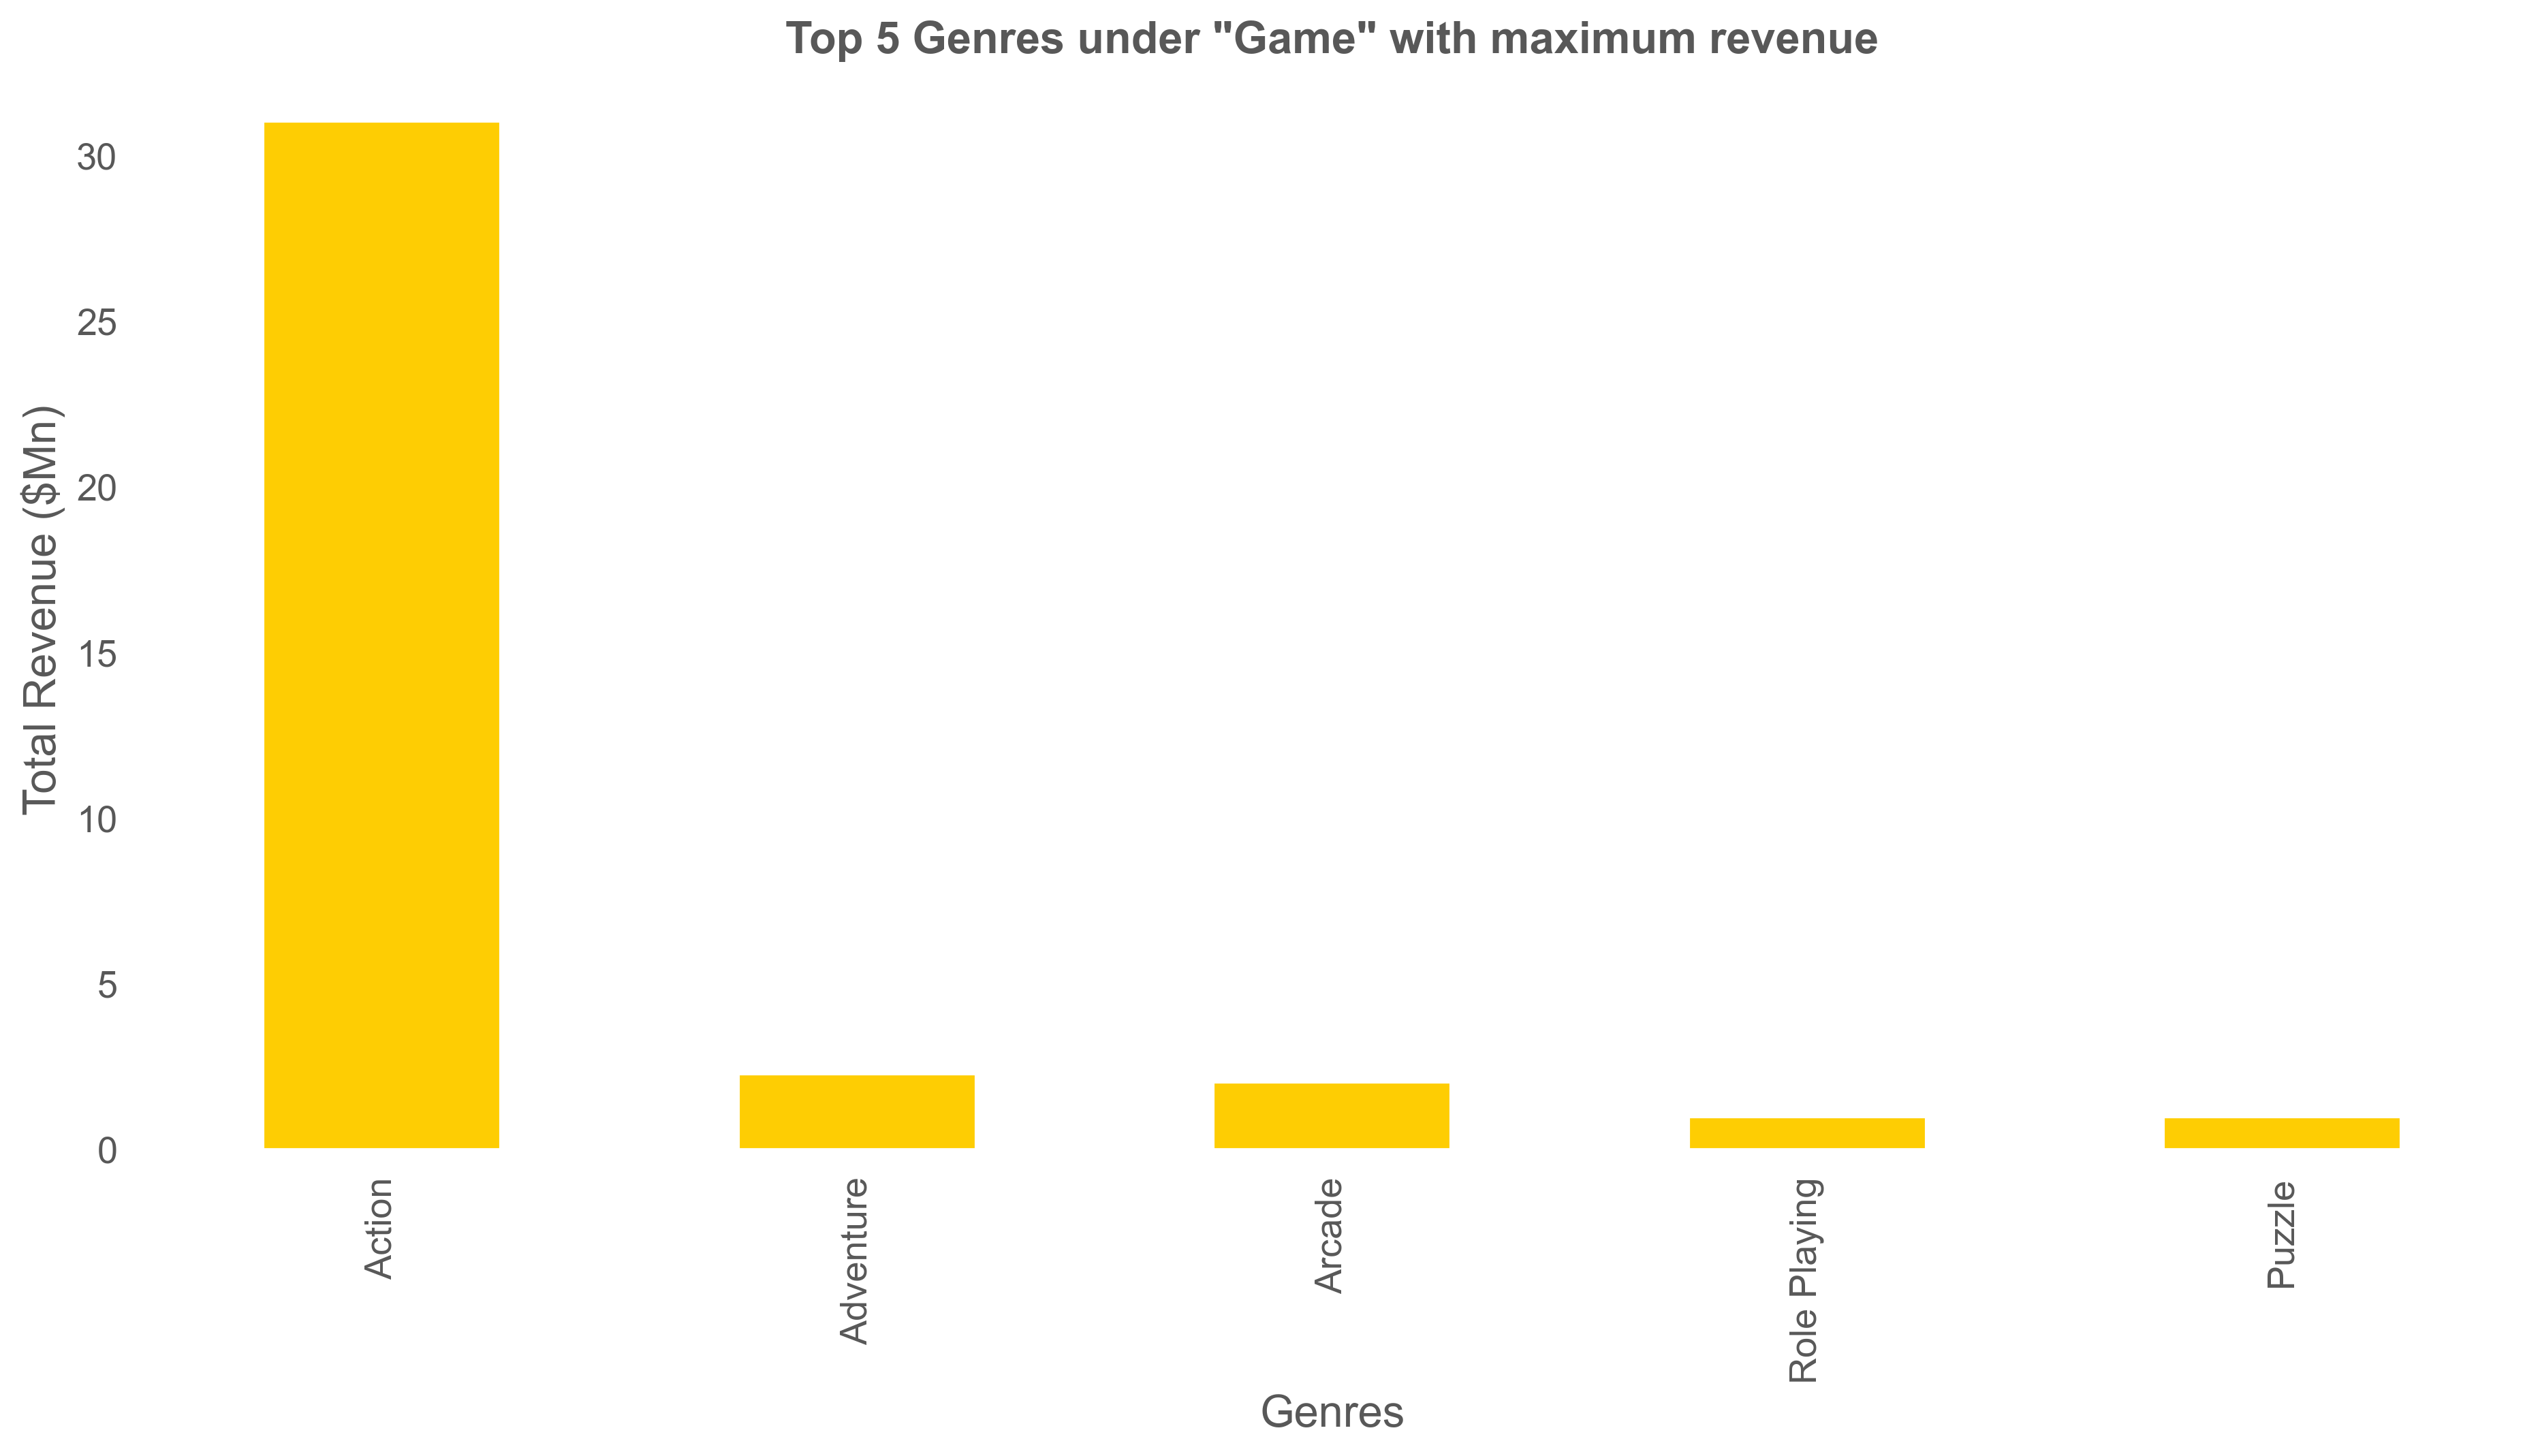 Top 5 Genres under "Game" with maximum revenue
Total Revenue ($Mn)
30
25
20
15
10
5
0
Action
Adventure
Arcade
Role Playing
Puzzle
Genres